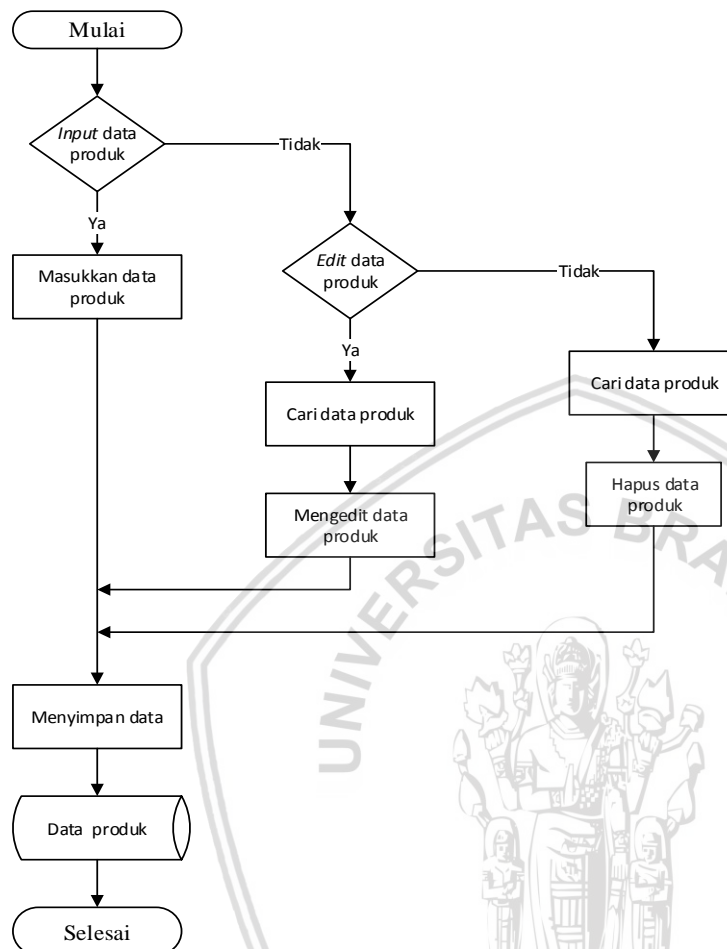 Mulai
Input data
produk
Tidak
Ya
Masukkan data
produk
Edit data
produk
Tidak
Ya
Cari data produk
Cari data produk
Mengedit data
produk
Hapus data
produk
UNIVERSITAS BRA
Menyimpan data
Data produk
Selesai